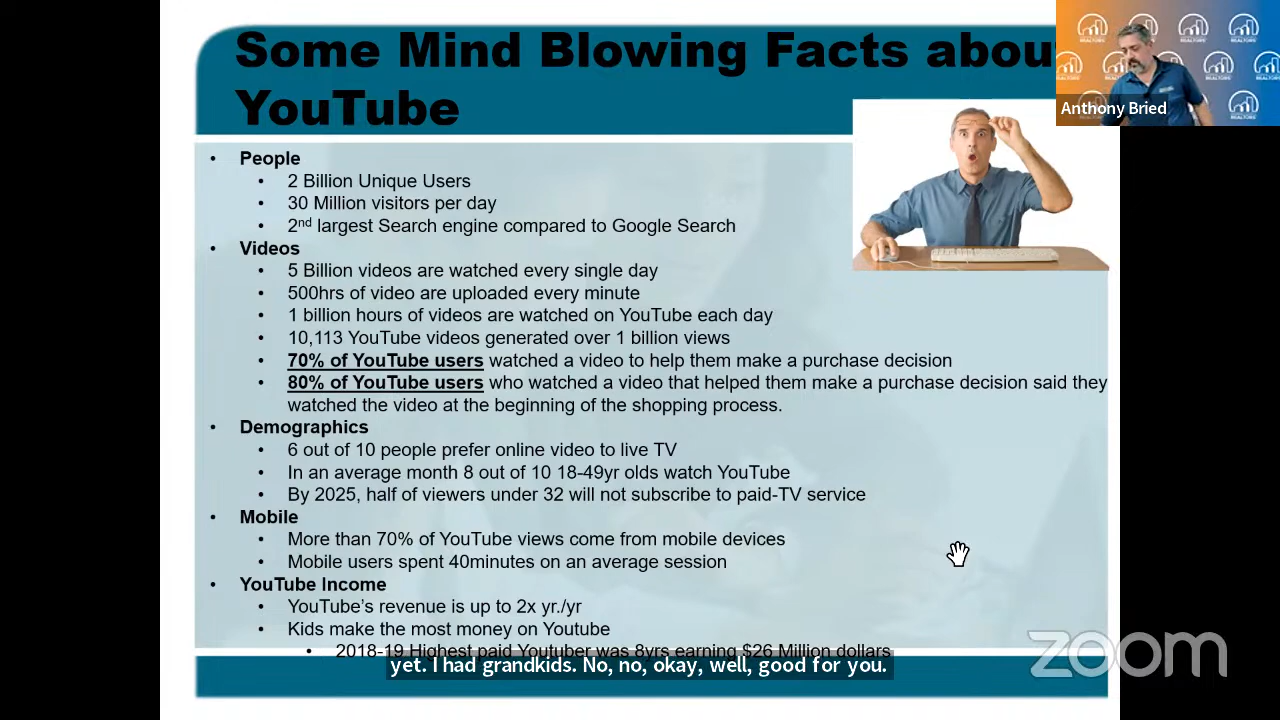 Some Mind Blowing Facts abou
YouTube
Anthony Bried
• People
• 2 Billion Unique Users
• 30 Million visitors per day
• 2nd largest Search engine compared to Google Search
• Videos
• 5 Billion videos are watched every single day
• 500hrs of video are uploaded every minute
• 1 billion hours of videos are watched on YouTube each day
• 10,113 YouTube videos generated over 1 billion views
• 70% of YouTube users watched a video to help them make a purchase decision
• 80% of YouTube users who watched a video that helped them make a purchase decision said they
watched the video at the beginning of the shopping process.
• Demographics
• 6 out of 10 people prefer online video to live TV
• In an average month 8 out of 10 18-49yr olds watch YouTube
• By 2025, half of viewers under 32 will not subscribe to paid-TV service
• Mobile
• More than 70% of YouTube views come from mobile devices
• Mobile users spent 40minutes on an average session
• YouTube Income
• YouTube's revenue is up to 2x yr./yr
• Kids make the most money on Youtube
• 2018-19 Highest paid Youtuber was 8yrs earning $26 Million dollars
yet. I had grandkids. No, no, okay, well, good for you.
zoom